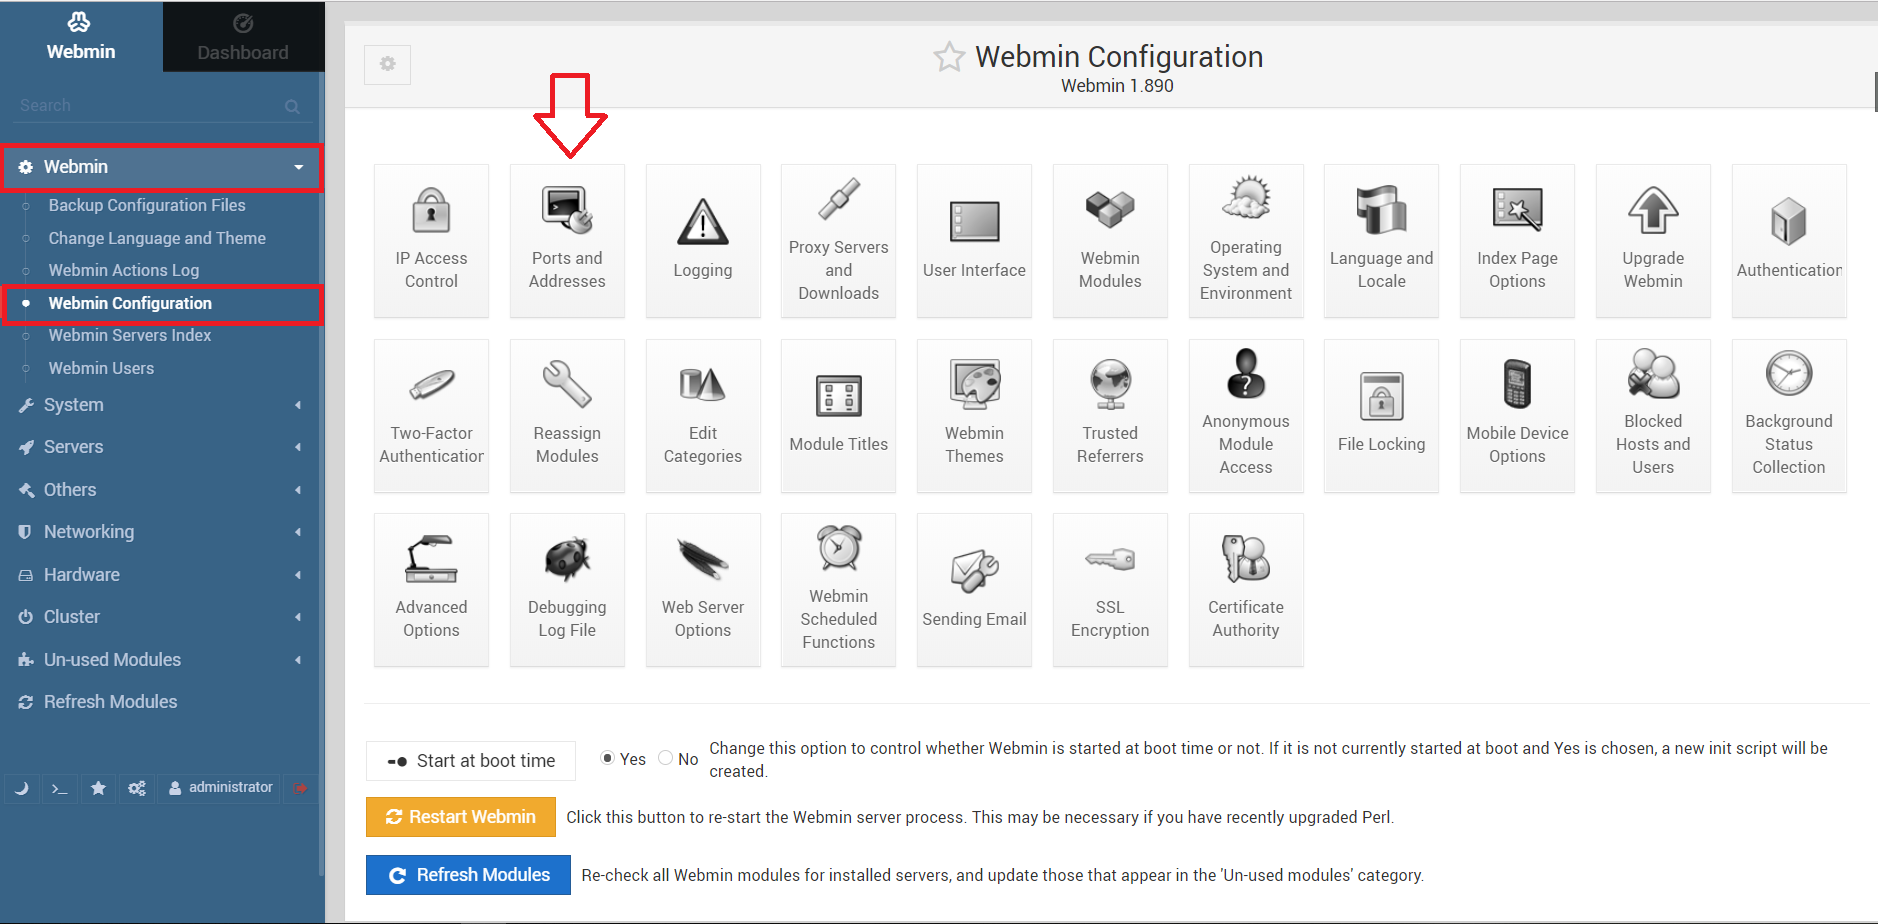 Webmin
Dashboard
Search
Webmin
Backup Configuration Files
Change Language and Theme
Webmin Actions Log
Webmin Configuration
Webmin Servers Index
Webmin Users
System
Servers
Others
Networking
Hardware
Cluster
Un-used Modules
Refresh Modules
administrator
Webmin Configuration
Webmin 1.890
IP Access
Control
Ports and
Addresses
Logging
Proxy Servers
and
Downloads
User Interface
Webmin
Modules
Operating
System and
Environment
Language and
Locale
Index Page
Options
Upgrade
Webmin
Authentication
Two-Factor
Authentication
Reassign
Modules
Edit
Categories
Module Titles
Webmin
Themes
Trusted
Referrers
Anonymous
Module
Access
File Locking
Mobile Device
Options
Blocked
Hosts and
Users
Background
Status
Collection
Advanced
Options
Debugging
Log File
Web Server
Options
Webmin
Scheduled
Functions
Sending Email
SSL
Encryption
Certificate
Authority
Start at boot time
Yes No
Change this option to control whether Webmin is started at boot time or not. If it is not currently started at boot and Yes is chosen, a new init script will be
created.
Restart Webmin
Click this button to re-start the Webmin server process. This may be necessary if you have recently upgraded Perl.
Refresh Modules
Re-check all Webmin modules for installed servers, and update those that appear in the 'Un-used modules' category.